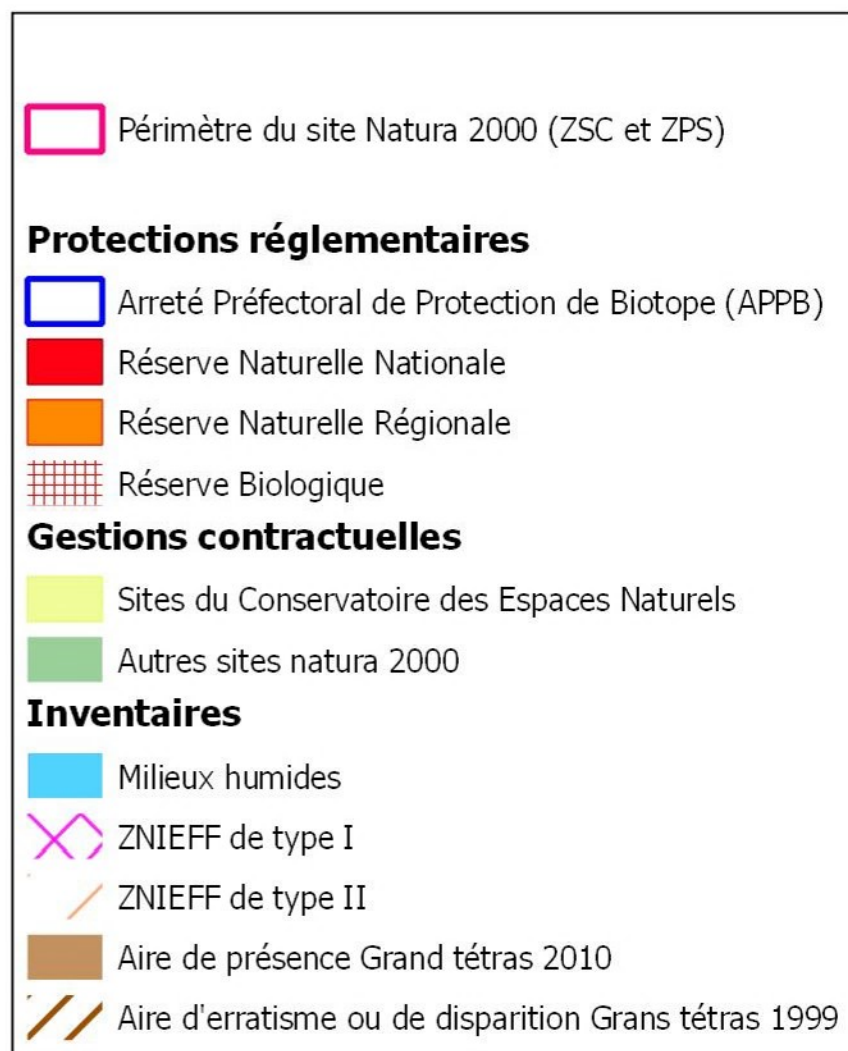 Périmètre du site Natura 2000 (ZSC et ZPS)
Protections réglementaires
Arreté Préfectoral de Protection de Biotope (APPB)
Réserve Naturelle Nationale
Réserve Naturelle Régionale
Réserve Biologique
Gestions contractuelles
Sites du Conservatoire des Espaces Naturels
Autres sites natura 2000
Inventaires
Milieux humides
ZNIEFF de type I
ZNIEFF de type II
Aire de présence Grand tétras 2010
Aire d'erratisme ou de disparition Grans tétras 1999